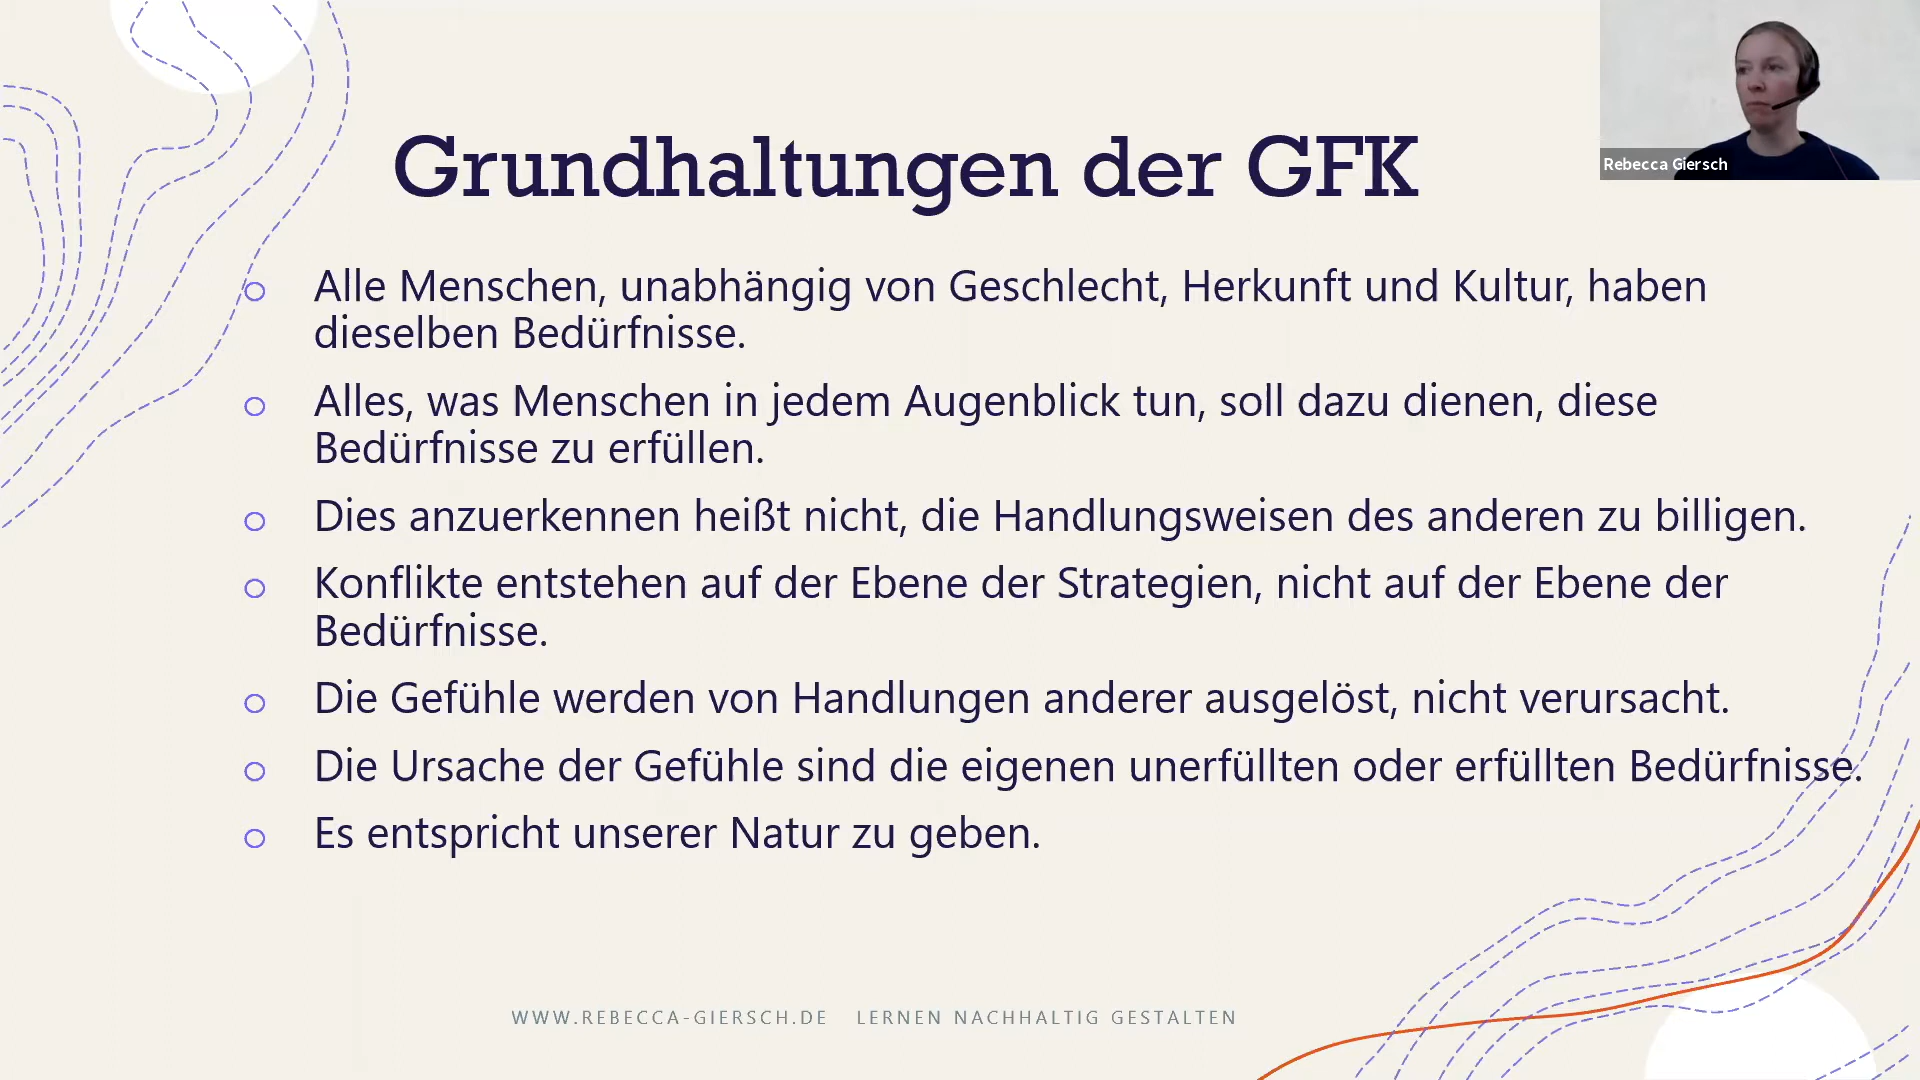 Grundhaltungen der GFK
Rebecca Giersch
Alle Menschen, unabhängig von Geschlecht, Herkunft und Kultur, haben
dieselben Bedürfnisse.
Alles, was Menschen in jedem Augenblick tun, soll dazu dienen, diese
Bedürfnisse zu erfüllen.
Dies anzuerkennen heißt nicht, die Handlungsweisen des anderen zu billigen.
Konflikte entstehen auf der Ebene der Strategien, nicht auf der Ebene der
Bedürfnisse.
Die Gefühle werden von Handlungen anderer ausgelöst, nicht verursacht.
Die Ursache der Gefühle sind die eigenen unerfüllten oder erfüllten Bedürfnisse.
Es entspricht unserer Natur zu geben.
WWW.REBECCA-GIERSCH.DE LERNEN NACHHALTIG GESTALTEN